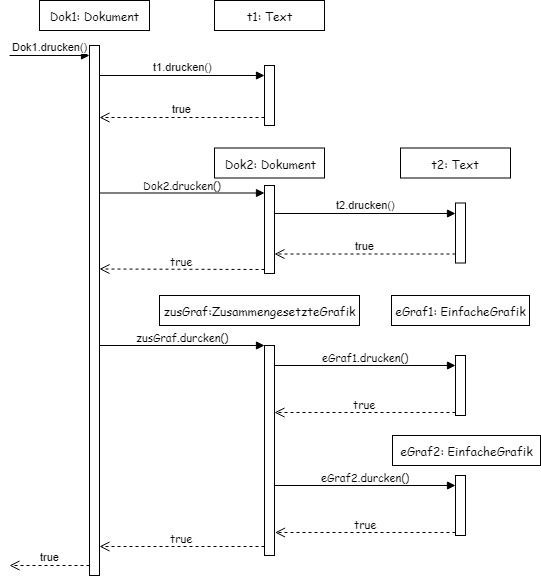 Dok1: Dokument
t1: Text
Dok1.drucken()
t1.drucken()
true
Dok2: Dokument
t2: Text
Dok2.drucken()
t2.drucken()
true
true
zusGraf:ZusammengesetzteGrafik
eGraf1: EinfacheGrafik
zusGraf.durcken()
eGraf1.drucken()
true
eGraf2: EinfacheGrafik
eGraf2.durcken()
true
true
true